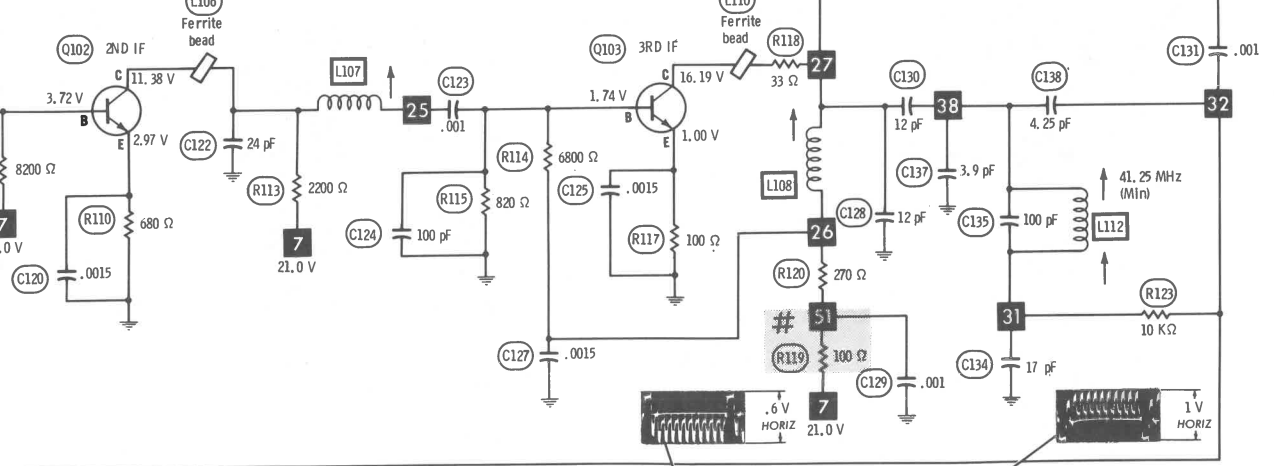 L110
Ferrite
bead
Ferrite
bead
Q102 2ND IF
Q103 3RD IF
R118
33 Ω
27
C131
.001
C
11.38 V
L107
C123
.001
25
C
16.19 V
C130
12 pF
38
C138
4.25 pF
32
3.72 V
B
E
2.97 V
1.74 V
B
E
1.00 V
C122
24 pF
8200 Ω
R113
2200 Ω
R114
6800 Ω
R115
820 Ω
C124
100 pF
C125
.0015
L108
C137
3.9 pF
41.25 MHz
(Min)
C135
100 pF
L112
R110
680 Ω
7
.0 V
7
21.0 V
R117
100 Ω
C128
12 pF
26
C120
.0015
R120
270 Ω
R123
10 KΩ
#
51
31
C127
.0015
R119
100 Ω
C129
.001
C134
17 pF
7
21.0 V
.6 V
HORIZ
1 V
HORIZ